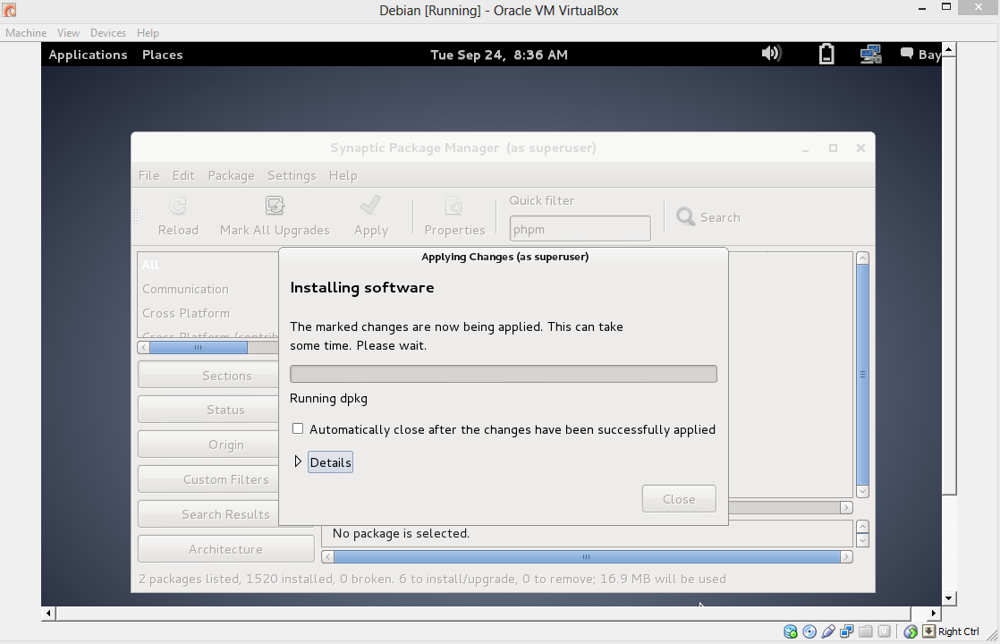 Debian [Running] - Oracle VM VirtualBox
Machine View Devices Help
Applications Places Tue Sep 24, 8:36 AM Bay
Synaptic Package Manager (as superuser)
File Edit Package Settings Help
Quick filter
Reload Mark All Upgrades Apply Properties phpm Search
Applying Changes (as superuser)
All
Installing software
Communication
Cross Platform
The marked changes are now being applied. This can take
some time. Please wait.
Cross Platform (contrib
Sections
Running dpkg
Status
Automatically close after the changes have been successfully applied
Origin
Details
Custom Filters
Close
Search Results
No package is selected.
Architecture
2 packages listed, 1520 installed, 0 broken. 6 to install/upgrade, 0 to remove; 16.9 MB will be used
Right Ctrl